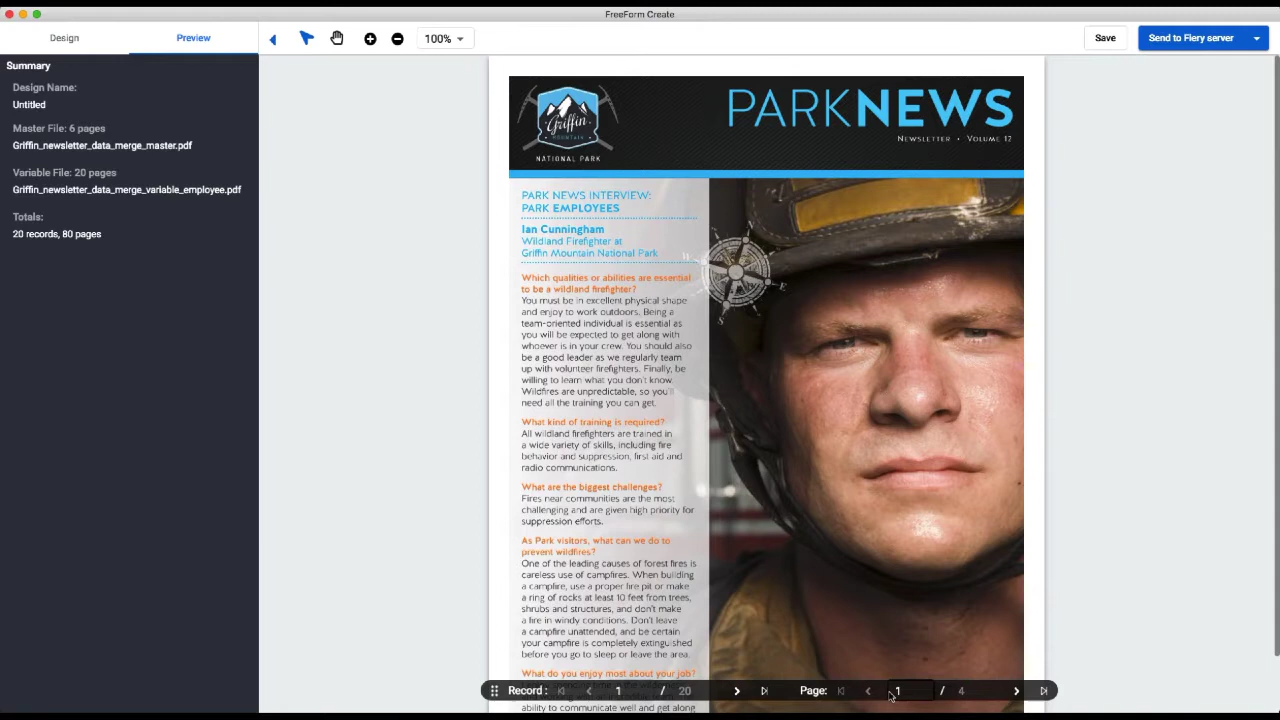 FreeForm Create
Design
Preview
100%
Save
Send to Fiery server
Summary
Design Name:
Untitled
Master File: 6 pages
Griffin_newsletter_data_merge_master.pdf
Variable File: 20 pages
Griffin_newsletter_data_merge_variable_employee.pdf
Totals:
20 records, 80 pages
Griffin
MOUNTAIN
NATIONAL PARK
PARKNEWS
NEWSLETTER • VOLUME 12
PARK NEWS INTERVIEW:
PARK EMPLOYEES
Ian Cunningham
Wildland Firefighter at
Griffin Mountain National Park
Which qualities or abilities are essential
to be a wildland firefighter?
You must be in excellent physical shape
and enjoy to work outdoors. Being a
team-oriented individual is essential as
you will be expected to get along with
whoever is in your crew. You should also
be a good leader as we regularly team
up with volunteer firefighters. Finally, be
willing to learn what you don't know.
Wildfires are unpredictable, so you'll
need all the training you can get.
What kind of training is required?
All wildland firefighters are trained in
a wide variety of skills, including fire
behavior and suppression, first aid and
radio communications.
What are the biggest challenges?
Fires near communities are the most
challenging and are given high priority for
suppression efforts.
As Park visitors, what can we do to
prevent wildfires?
One of the leading causes of forest fires is
careless use of campfires. When building
a campfire, use a proper fire pit or make
a ring of rocks at least 10 feet from trees,
shrubs and structures, and don't make
a fire in windy conditions. Don't leave
a campfire unattended, and be certain
your campfire is completely extinguished
before you go to sleep or leave the area.
What do you enjoy most about your job?
ability to communicate well and get along
W
E
S
Record: 1 / 20
Page: 1 / 4